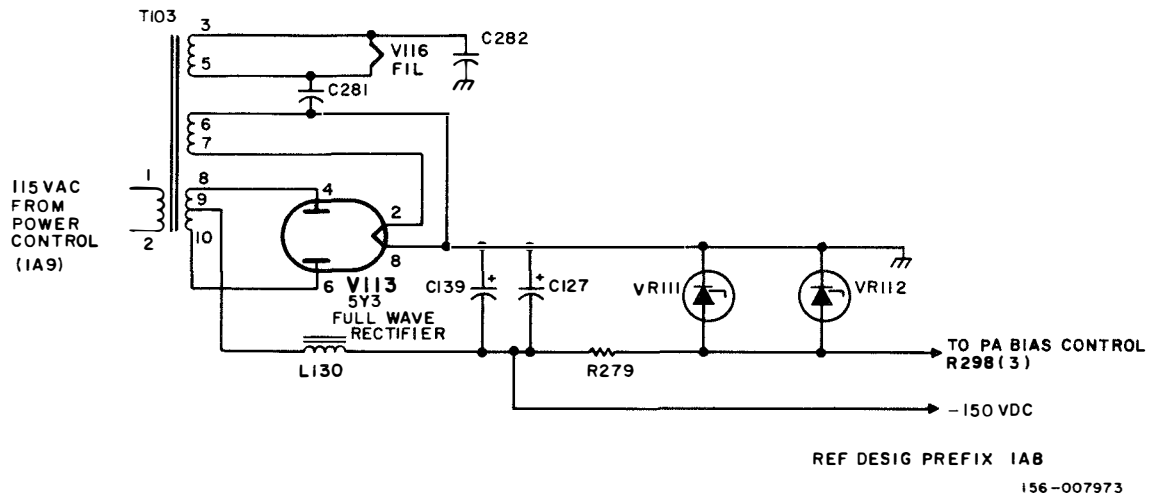 T103
3
5
V116
FIL
C282
C281
6
7
1
2
115 VAC
FROM
POWER
CONTROL
(1A9)
8
9
10
4
2
8
6
V113
5Y3
FULL WAVE
RECTIFIER
L130
C139
+
+
C127
R279
VR111
VR112
TO PA BIAS CONTROL
R298(3)
-150 VDC
REF DESIG PREFIX 1A8
156-007973